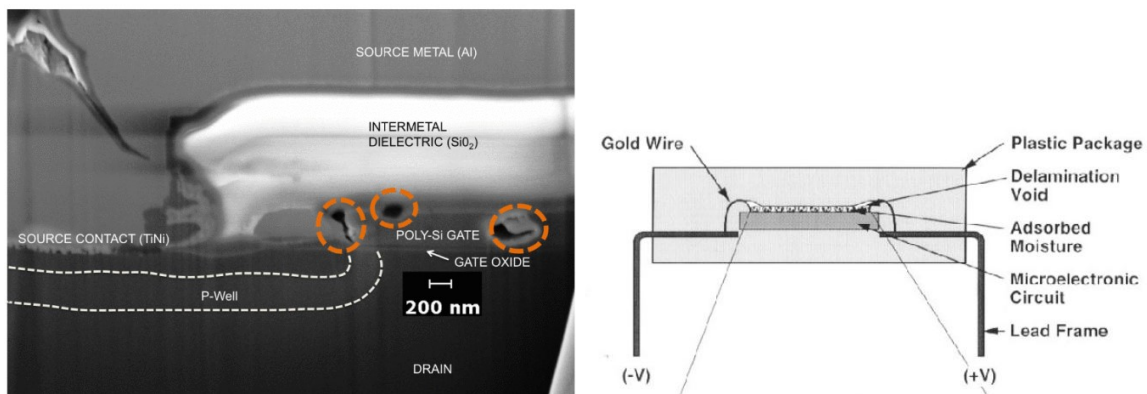 SOURCE METAL (Al)
INTERMETAL
DIELECTRIC (Si0₂)
SOURCE CONTACT (TiNi)
POLY-Si GATE
GATE OXIDE
P-Well
200 nm
DRAIN
Gold Wire
Plastic Package
Delamination
Void
Adsorbed
Moisture
Microelectronic
Circuit
Lead Frame
(-V)
(+V)